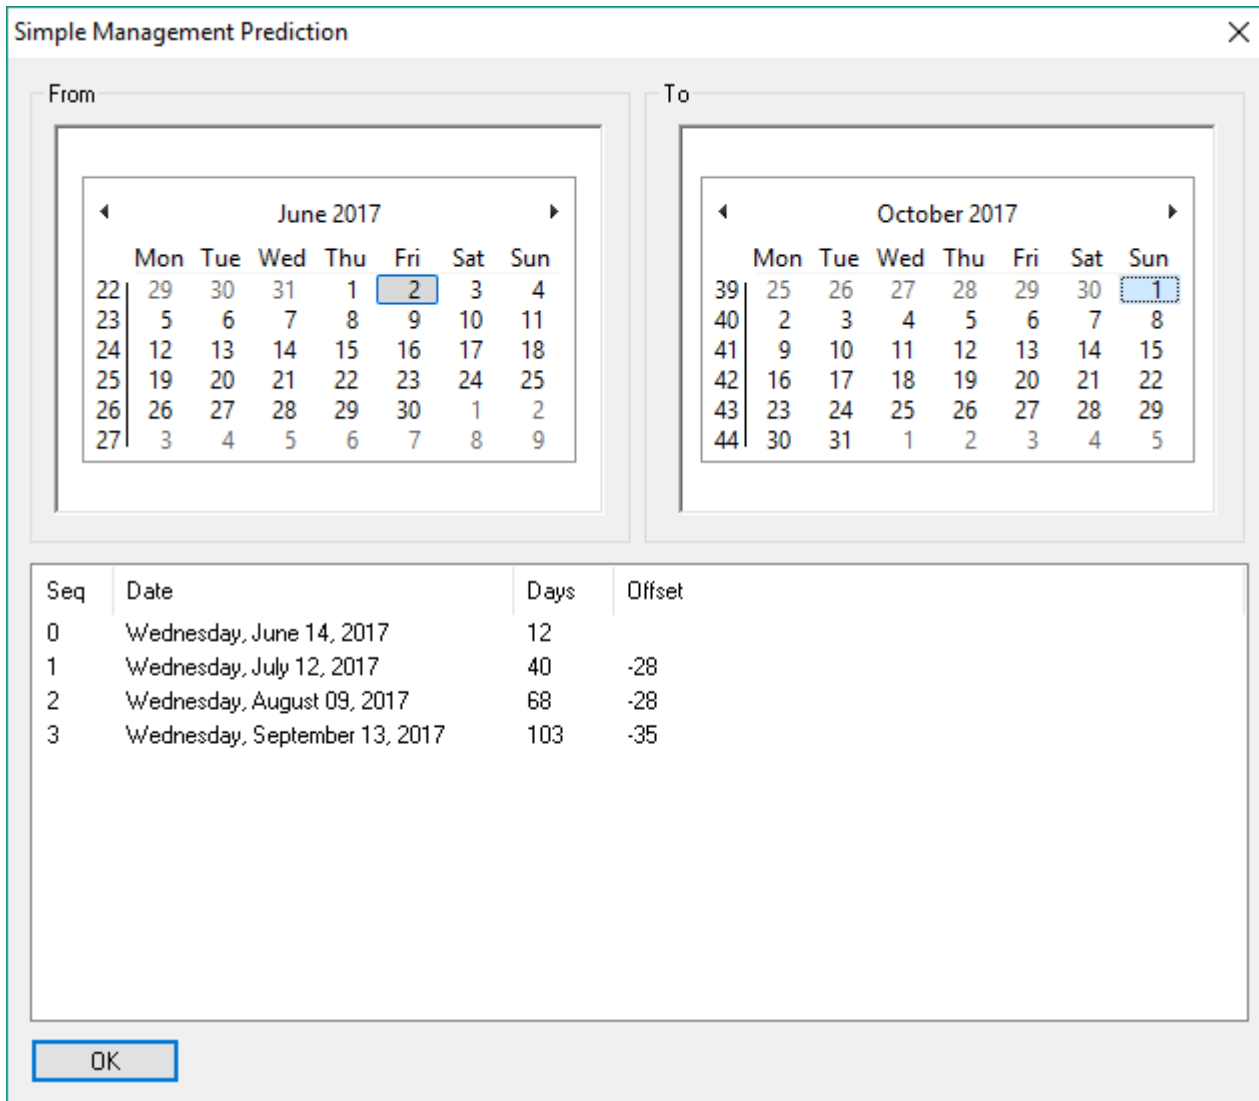 Simple Management Prediction
From
June 2017
Mon Tue Wed Thu Fri Sat Sun
22 29 30 31 1 2 3 4
23 5 6 7 8 9 10 11
24 12 13 14 15 16 17 18
25 19 20 21 22 23 24 25
26 26 27 28 29 30 1 2
27 3 4 5 6 7 8 9
To
October 2017
Mon Tue Wed Thu Fri Sat Sun
39 25 26 27 28 29 30 1
40 2 3 4 5 6 7 8
41 9 10 11 12 13 14 15
42 16 17 18 19 20 21 22
43 23 24 25 26 27 28 29
44 30 31 1 2 3 4 5
Seq Date Days Offset
0 Wednesday, June 14, 2017 12
1 Wednesday, July 12, 2017 40 -28
2 Wednesday, August 09, 2017 68 -28
3 Wednesday, September 13, 2017 103 -35
OK